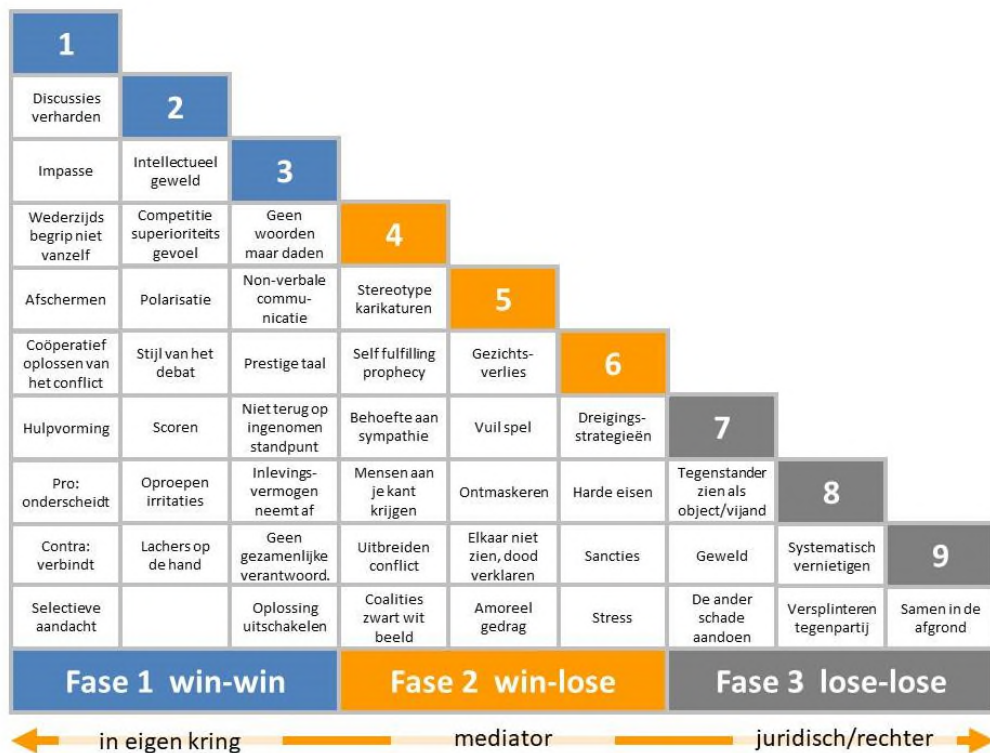 1
Discussies
verharden
2
Impasse
Intellectueel
geweld
3
Wederzijds
begrip niet
vanzelf
Competitie
superioriteits
gevoel
Geen
woorden
maar daden
4
Afschermen
Polarisatie
Non-verbale
commu-
nicatie
Stereotype
karikaturen
5
Coöperatief
oplossen van
het conflict
Stijl van het
debat
Prestige taal
Self fulfilling
prophecy
Gezichts-
verlies
6
Hulpvorming
Scoren
Niet terug op
ingenomen
standpunt
Behoefte aan
sympathie
Vuil spel
Dreigings-
strategieën
7
Pro:
onderscheidt
Oproepen
irritaties
Inlevings-
vermogen
neemt af
Mensen aan
je kant
krijgen
Ontmaskeren
Harde eisen
Tegenstander
zien als
object/vijand
8
Contra:
verbindt
Lachers op
de hand
Geen
gezamenlijke
verantwoord.
Uitbreiden
conflict
Elkaar niet
zien, dood
verklaren
Sancties
Geweld
Systematisch
vernietigen
9
Selectieve
aandacht
Oplossing
uitschakelen
Coalities
zwart wit
beeld
Amoreel
gedrag
Stress
De ander
schade
aandoen
Versplinteren
tegenpartij
Samen in de
afgrond
Fase 1 win-win
Fase 2 win-lose
Fase 3 lose-lose
in eigen kring
mediator
juridisch/rechter